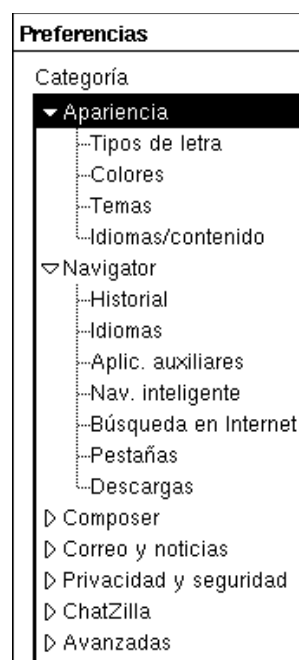 Preferencias
Categoría
Apariencia
Tipos de letra
Colores
Temas
Idiomas/contenido
Navigator
Historial
Idiomas
Aplic. auxiliares
Nav. inteligente
Búsqueda en Internet
Pestañas
Descargas
Composer
Correo y noticias
Privacidad y seguridad
ChatZilla
Avanzadas